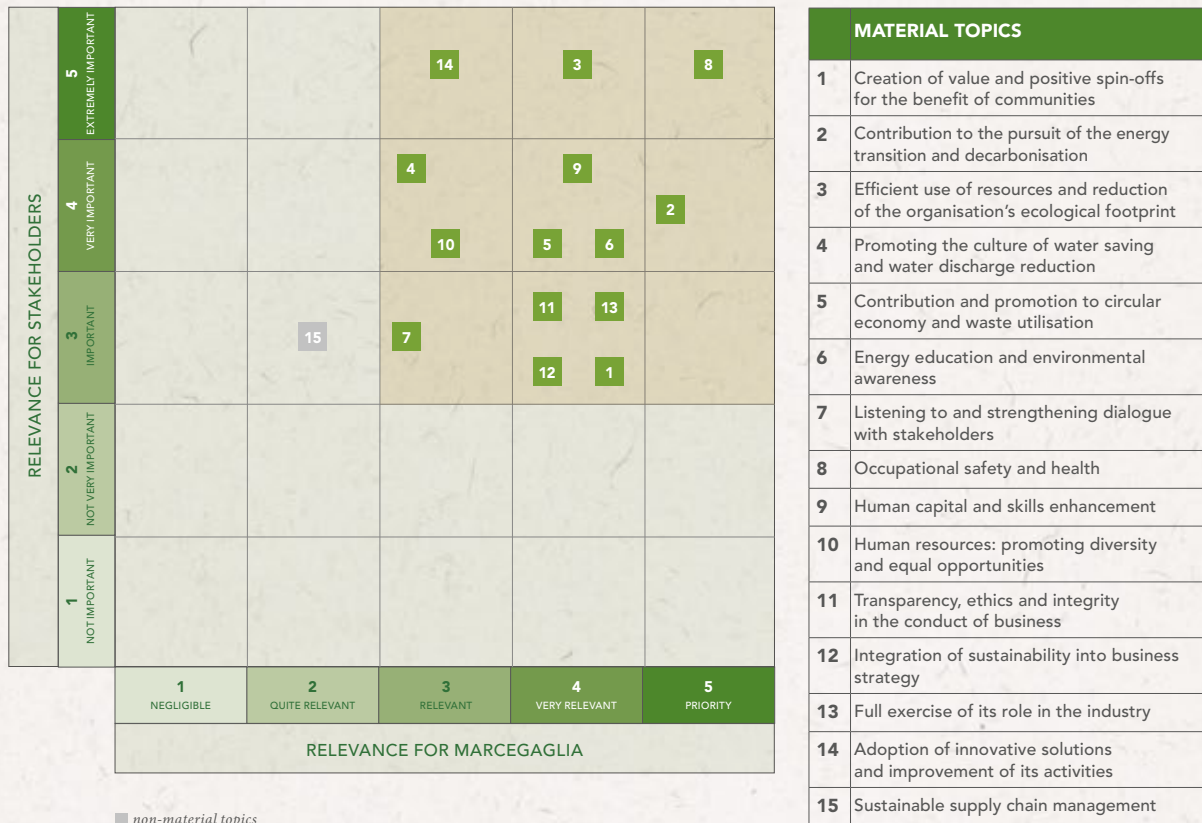 RELEVANCE FOR STAKEHOLDERS
5
EXTREMELY IMPORTANT
4
VERY IMPORTANT
3
IMPORTANT
2
NOT VERY IMPORTANT
1
NOT IMPORTANT
14
3
8
4
9
2
10
5
6
11
13
15
7
12
1
1
NEGLIGIBLE
2
QUITE RELEVANT
3
RELEVANT
4
VERY RELEVANT
5
PRIORITY
RELEVANCE FOR MARCEGAGLIA
non-material topics
MATERIAL TOPICS
1 Creation of value and positive spin-offs
for the benefit of communities
2 Contribution to the pursuit of the energy
transition and decarbonisation
3 Efficient use of resources and reduction
of the organisation's ecological footprint
4 Promoting the culture of water saving
and water discharge reduction
5 Contribution and promotion to circular
economy and waste utilisation
6 Energy education and environmental
awareness
7 Listening to and strengthening dialogue
with stakeholders
8 Occupational safety and health
9 Human capital and skills enhancement
10 Human resources: promoting diversity
and equal opportunities
11 Transparency, ethics and integrity
in the conduct of business
12 Integration of sustainability into business
strategy
13 Full exercise of its role in the industry
14 Adoption of innovative solutions
and improvement of its activities
15 Sustainable supply chain management